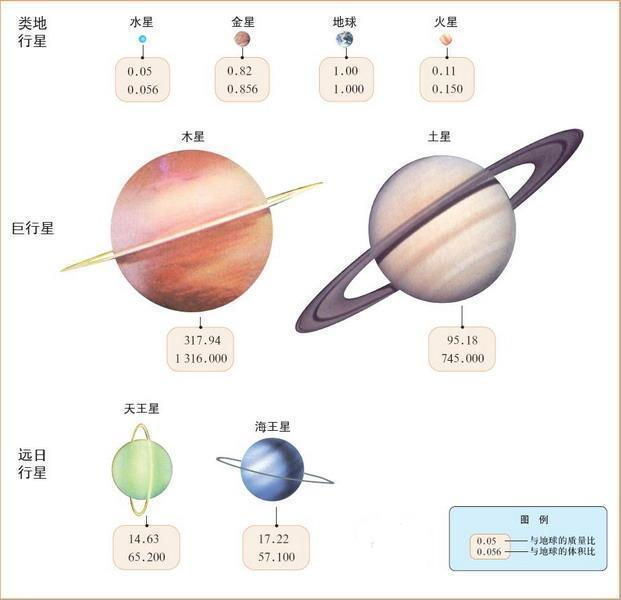 类地
行星
水星
金星
地球
火星
0.05
0.056
0.82
0.856
1.00
1.000
0.11
0.150
巨行星
木星
土星
317.94
1 316.000
95.18
745.000
远日
行星
天王星
海王星
14.63
65.200
17.22
57.100
图 例
0.05 与地球的质量比
0.056 与地球的体积比